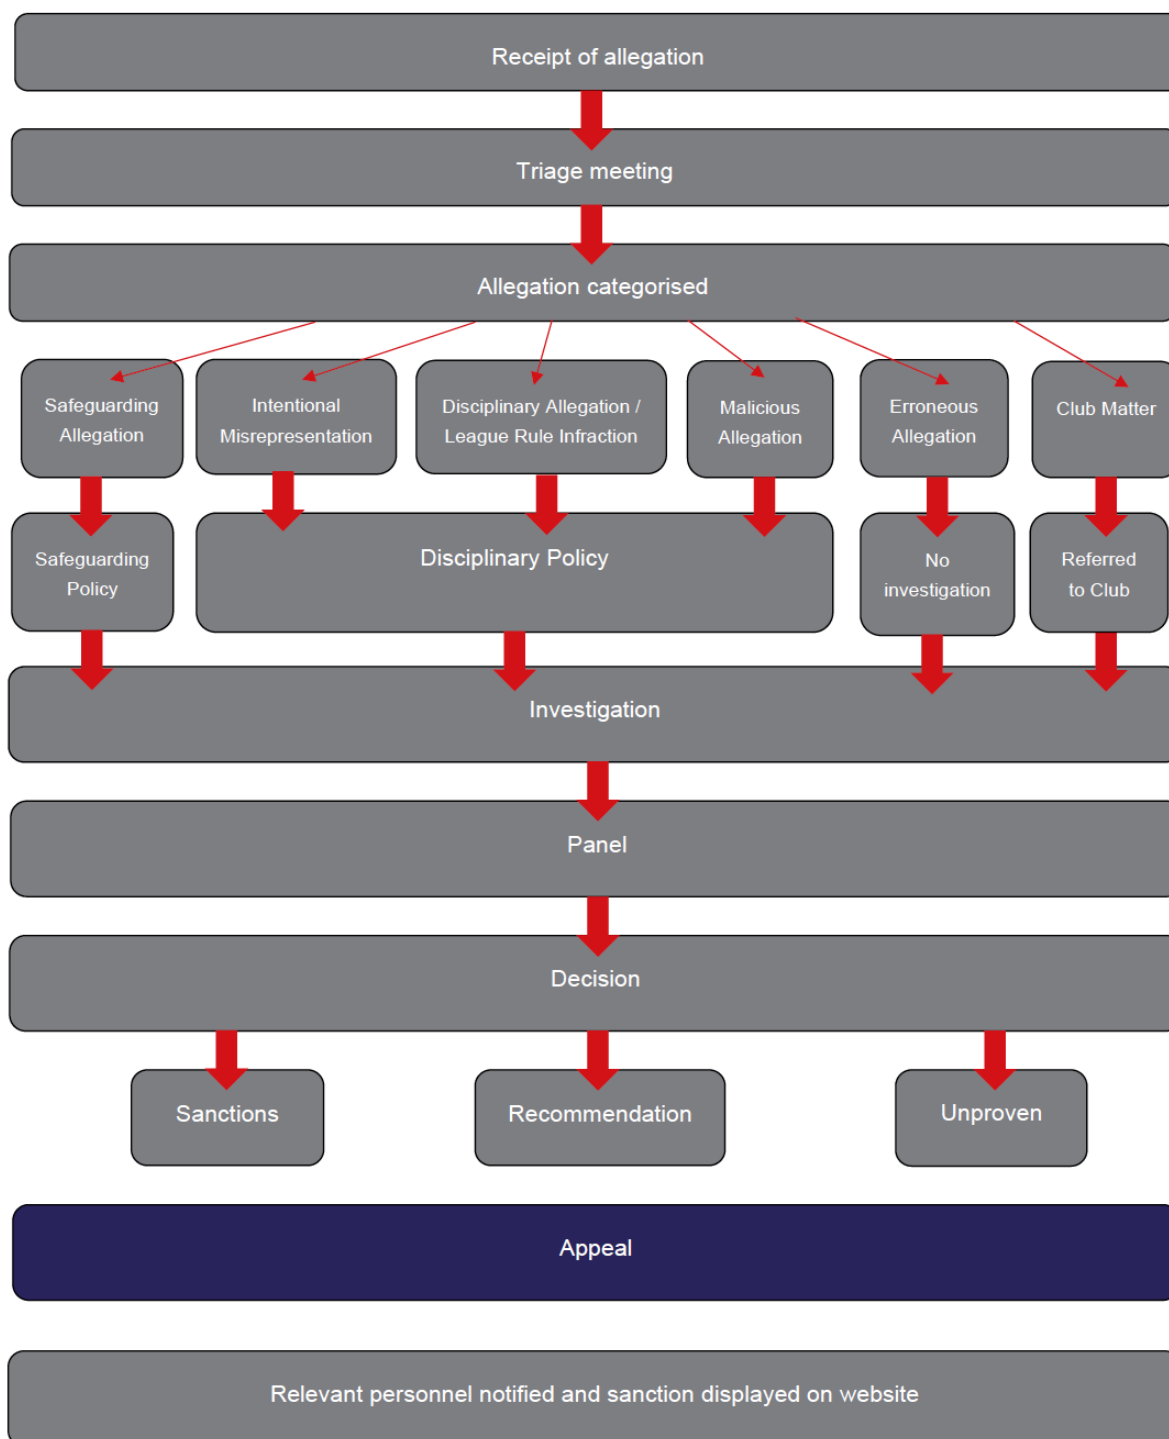 Receipt of allegation
Triage meeting
Allegation categorised
Safeguarding
Allegation
Intentional
Misrepresentation
Disciplinary Allegation /
League Rule Infraction
Malicious
Allegation
Erroneous
Allegation
Club Matter
Safeguarding
Policy
Disciplinary Policy
No
investigation
Referred
to Club
Investigation
Panel
Decision
Sanctions
Recommendation
Unproven
Appeal
Relevant personnel notified and sanction displayed on website